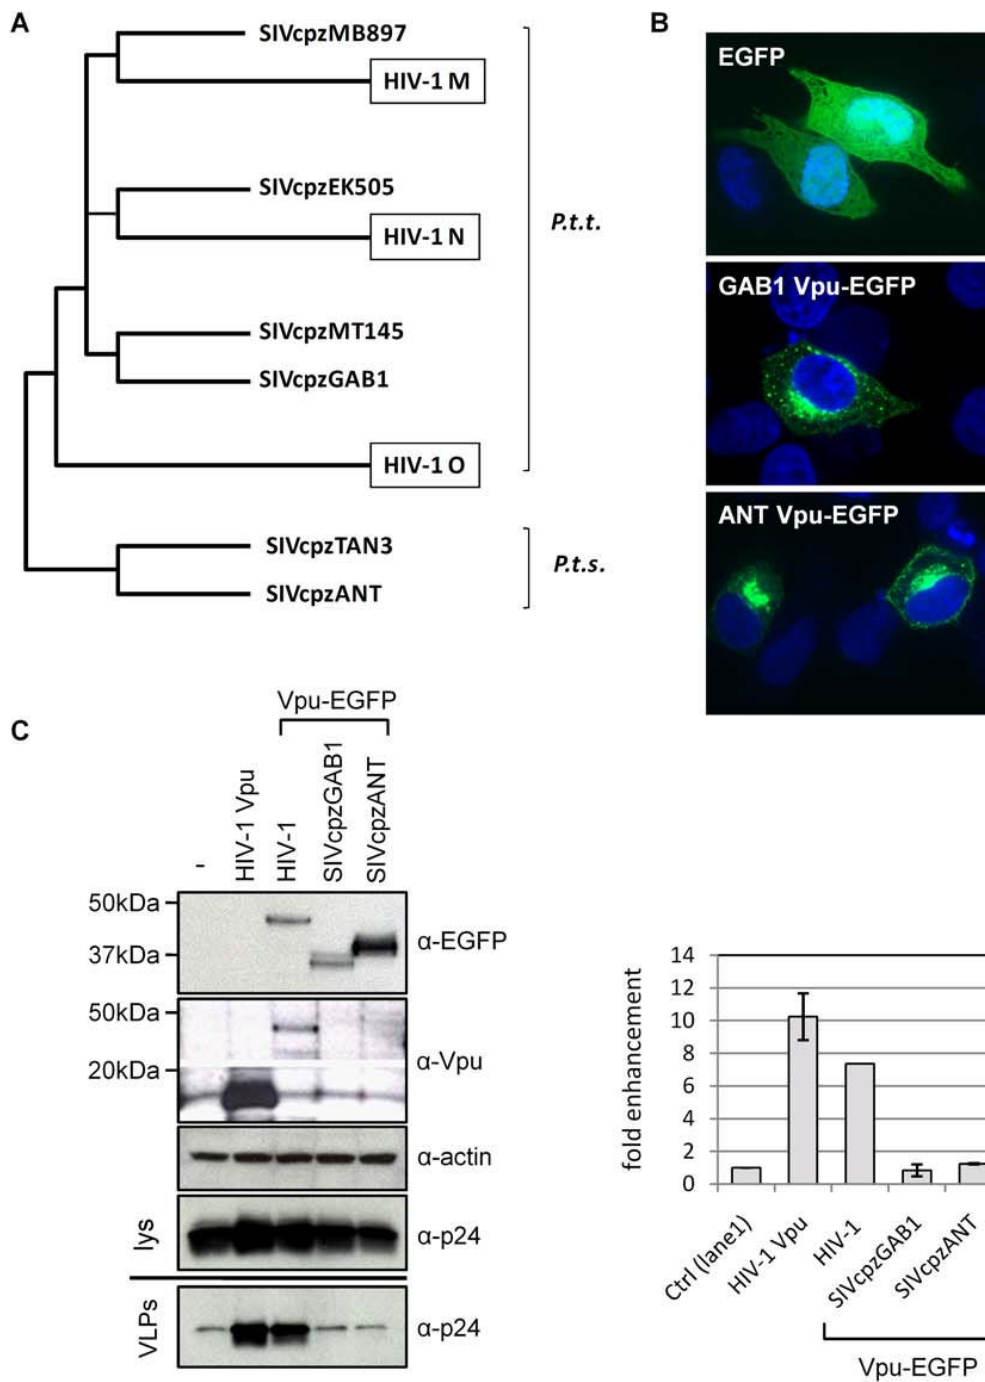 A
SIVcpzMB897
HIV-1 M
SIVcpzEK505
HIV-1 N
P.t.t.
SIVcpzMT145
SIVcpzGAB1
HIV-1 O
SIVcpzTAN3
P.t.s.
SIVcpzANT
B
EGFP
GAB1 Vpu-EGFP
ANT Vpu-EGFP
C
Vpu-EGFP
-
HIV-1 Vpu
HIV-1
SIVcpzGAB1
SIVcpzANT
50kDa
37kDa
α-EGFP
50kDa
20kDa
α-Vpu
α-actin
lys
α-p24
VLPs
α-p24
fold enhancement
14
12
10
8
6
4
2
0
Ctrl (lane1)
HIV-1 Vpu
HIV-1
SIVcpzGAB1
SIVcpzANT
Vpu-EGFP